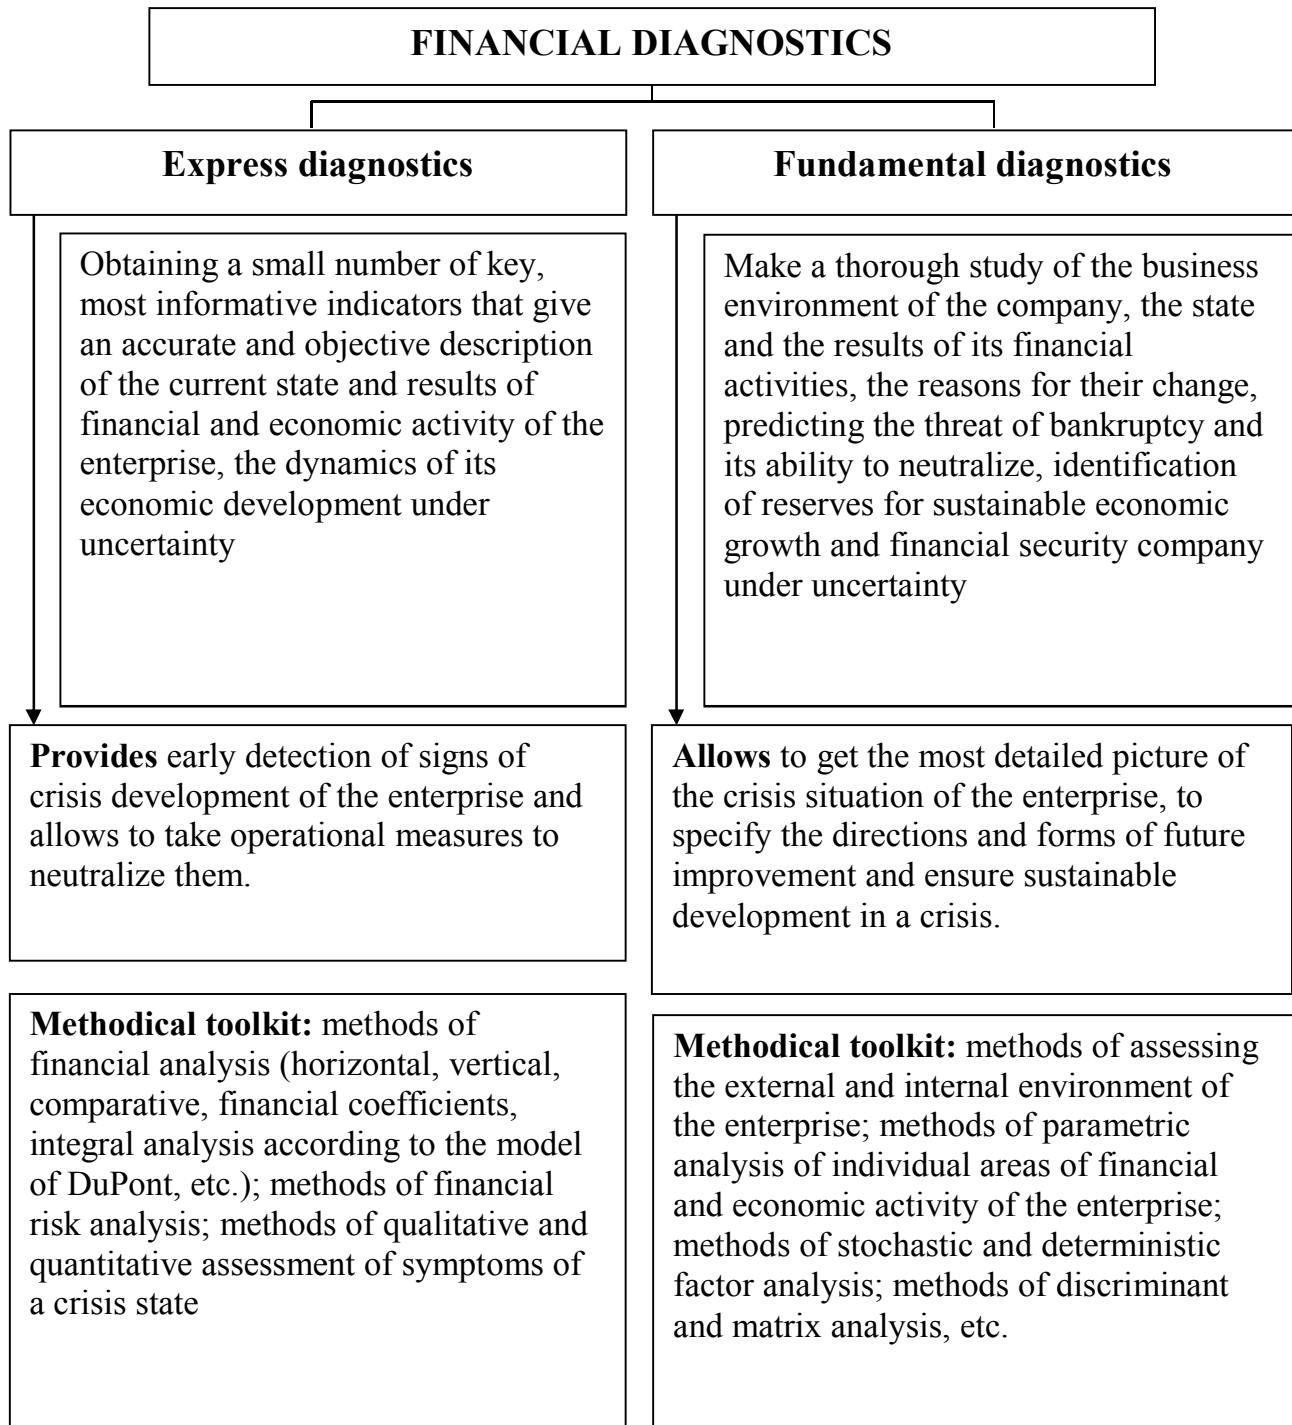 FINANCIAL DIAGNOSTICS
Express diagnostics
Obtaining a small number of key,
most informative indicators that give
an accurate and objective description
of the current state and results of
financial and economic activity of the
enterprise, the dynamics of its
economic development under
uncertainty
Provides early detection of signs of
crisis development of the enterprise and
allows to take operational measures to
neutralize them.
Methodical toolkit: methods of
financial analysis (horizontal, vertical,
comparative, financial coefficients,
integral analysis according to the model
of DuPont, etc.); methods of financial
risk analysis; methods of qualitative and
quantitative assessment of symptoms of
a crisis state
Fundamental diagnostics
Make a thorough study of the business
environment of the company, the state
and the results of its financial
activities, the reasons for their change,
predicting the threat of bankruptcy and
its ability to neutralize, identification
of reserves for sustainable economic
growth and financial security company
under uncertainty
Allows to get the most detailed picture of
the crisis situation of the enterprise, to
specify the directions and forms of future
improvement and ensure sustainable
development in a crisis.
Methodical toolkit: methods of assessing
the external and internal environment of
the enterprise; methods of parametric
analysis of individual areas of financial
and economic activity of the enterprise;
methods of stochastic and deterministic
factor analysis; methods of discriminant
and matrix analysis, etc.